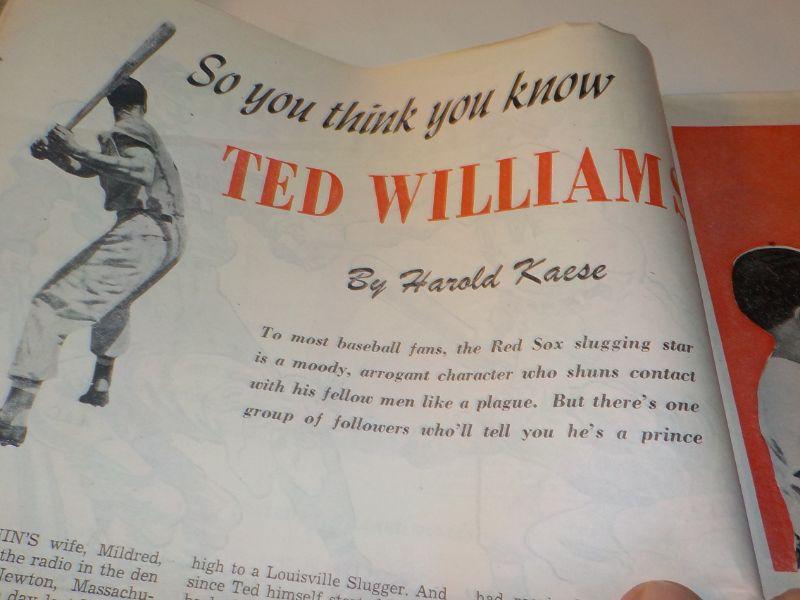 So you think you know
TED WILLIAMS
By Harold Kaese
To most baseball fans, the Red Sox slugging star
is a moody, arrogant character who shuns contact
with his fellow men like a plague. But there's one
group of followers who'll tell you he's a prince
wife, Mildred,
the radio in the den
Newton, Massachu-
high to a Louisville Slugger. And
since Ted himself
had